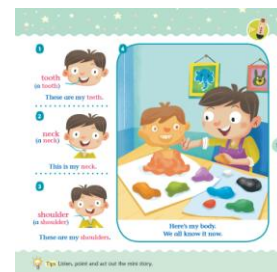 1
tooth
(a tooth)
These are my teeth.
2
neck
(a neck)
This is my neck.
3
shoulder
(a shoulder)
These are my shoulders.
4
Here's my body.
We all know it now.
Tips Listen, point and act out the mini story.